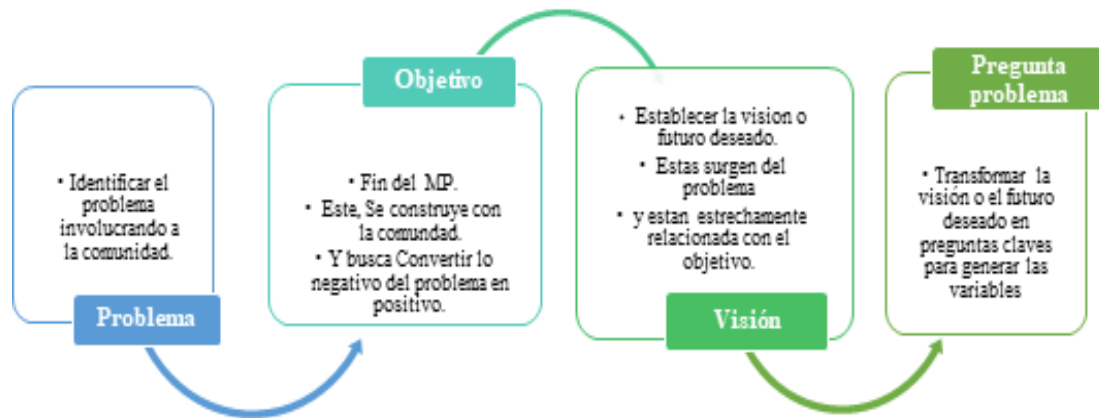 • Identificar el
problema
involucrando a
la comunidad.
Problema
Objetivo
• Fin del MP.
• Este, Se construye con
la comundad.
• Y busca Convertir lo
negativo del problema en
positivo.
• Establecer la vision o
futuro deseado.
• Estas surgen del
problema
• y estan estrechamente
relacionada con el
objetivo.
Visión
Pregunta
problema
• Transformar la
visión o el futuro
deseado en
preguntas claves
para generar las
variables